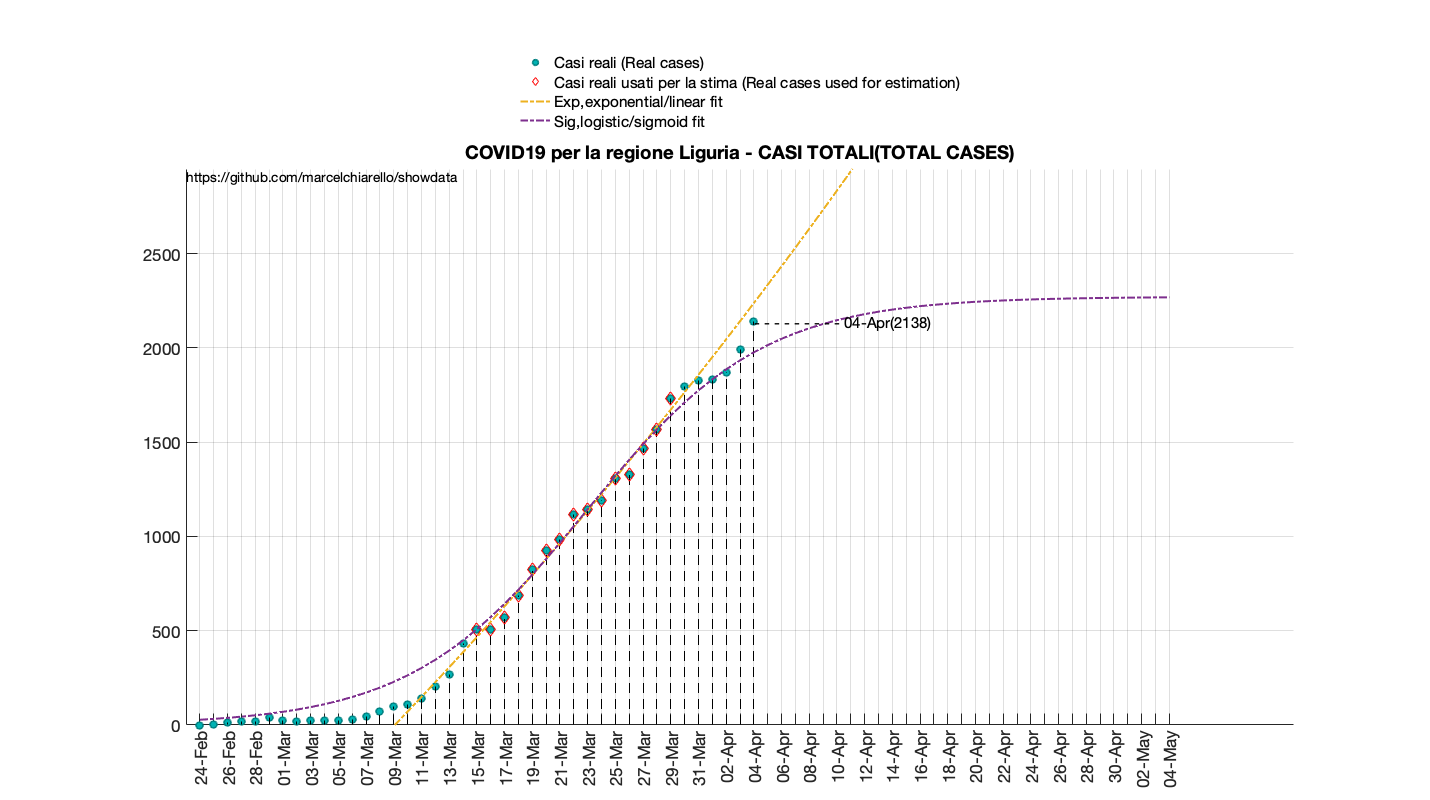 Casi reali (Real cases)
Casi reali usati per la stima (Real cases used for estimation)
Exp,exponential/linear fit
Sig,logistic/sigmoid fit
COVID19 per la regione Liguria - CASI TOTALI(TOTAL CASES)
https://github.com/marcelchiarello/showdata
2500
2000
1500
1000
500
0
04-Apr(2138)
24-Feb
26-Feb
28-Feb
01-Mar
03-Mar
05-Mar
07-Mar
09-Mar
11-Mar
13-Mar
15-Mar
17-Mar
19-Mar
21-Mar
23-Mar
25-Mar
27-Mar
29-Mar
31-Mar
02-Apr
04-Apr
06-Apr
08-Apr
10-Apr
12-Apr
14-Apr
16-Apr
18-Apr
20-Apr
22-Apr
24-Apr
26-Apr
28-Apr
30-Apr
02-May
04-May